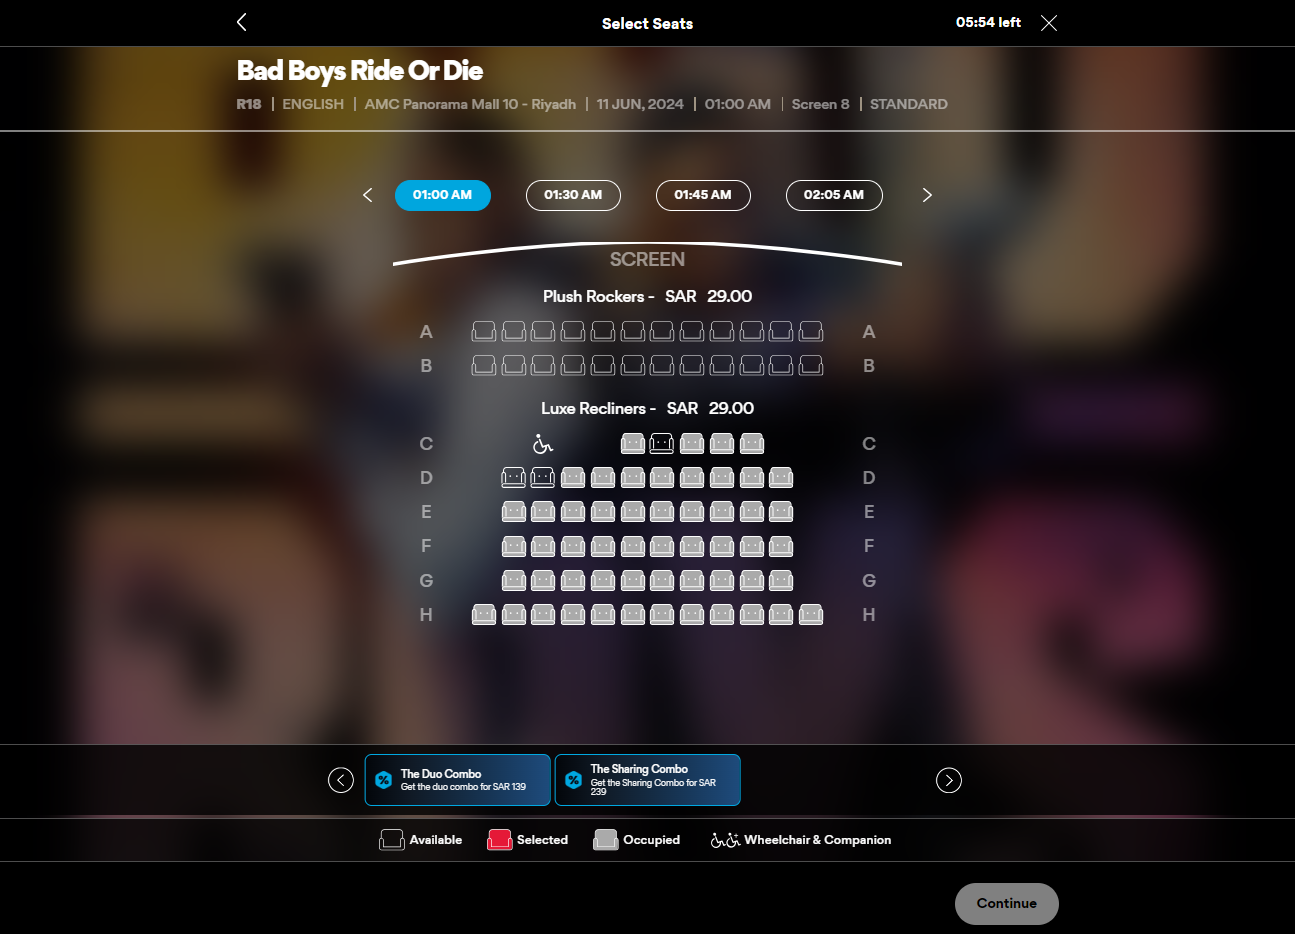 Select Seats
05:54 left
Bad Boys Ride Or Die
R18 | ENGLISH | AMC Panorama Mall 10 - Riyadh | 11 JUN, 2024 | 01:00 AM | Screen 8 | STANDARD
01:00 AM 01:30 AM 01:45 AM 02:05 AM
SCREEN
Plush Rockers - SAR 29.00
A A
B B
Luxe Recliners - SAR 29.00
C C
D D
E E
F F
G G
H H
The Duo Combo
Get the duo combo for SAR 139
The Sharing Combo
Get the Sharing Combo for SAR
239
Available Selected Occupied Wheelchair & Companion
Continue